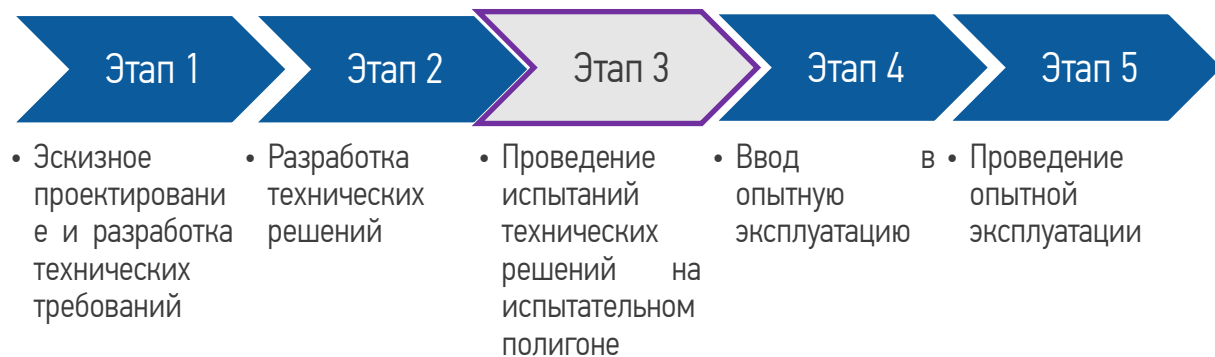 Этап 1
Этап 2
Этап 3
Этап 4
Этап 5
• Эскизное
проектировани
е и разработка
технических
требований
• Разработка
технических
решений
• Проведение
испытаний
технических
решений на
испытательном
полигоне
• Ввод в
опытную
эксплуатацию
• Проведение
опытной
эксплуатации